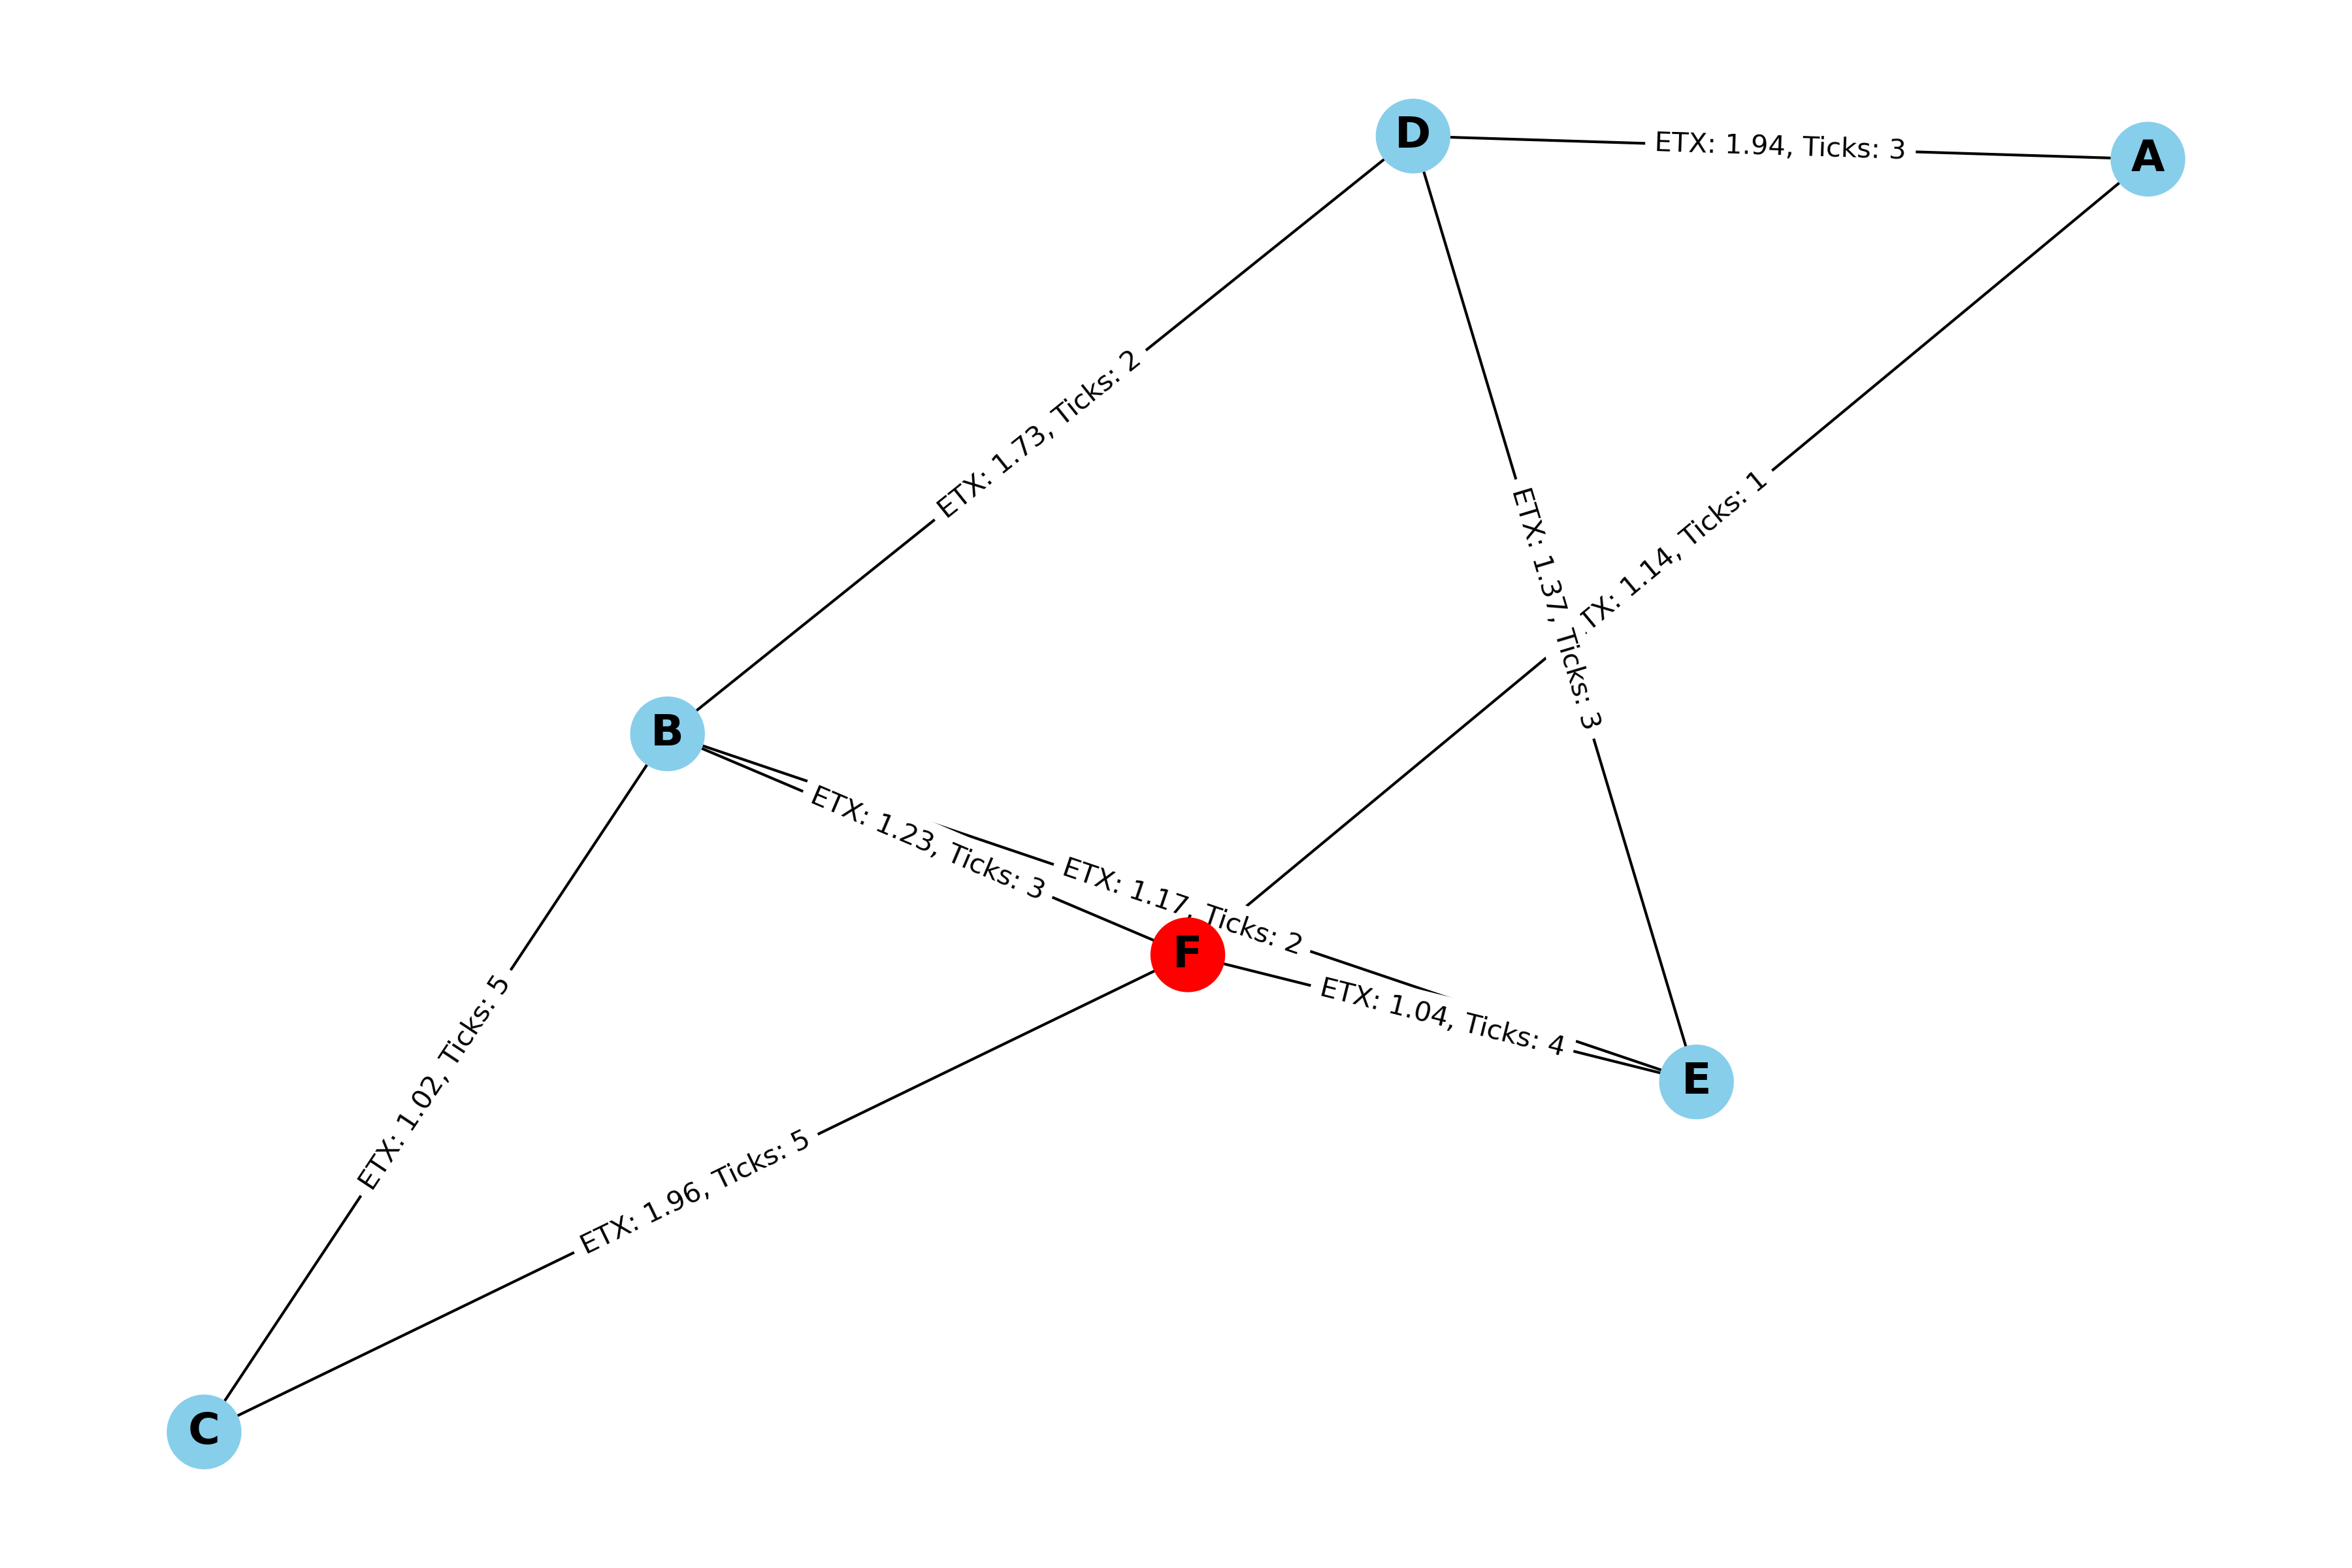 D
A
ETX: 1.94, Ticks: 3
ETX: 1.73, Ticks: 2
ETX: 1.37, Ticks: 3
TX: 1.14, Ticks: 1
B
ETX: 1.23, Ticks: 3
ETX: 1.17, Ticks: 2
F
ETX: 1.04, Ticks: 4
E
ETX: 1.02, Ticks: 5
ETX: 1.96, Ticks: 5
C